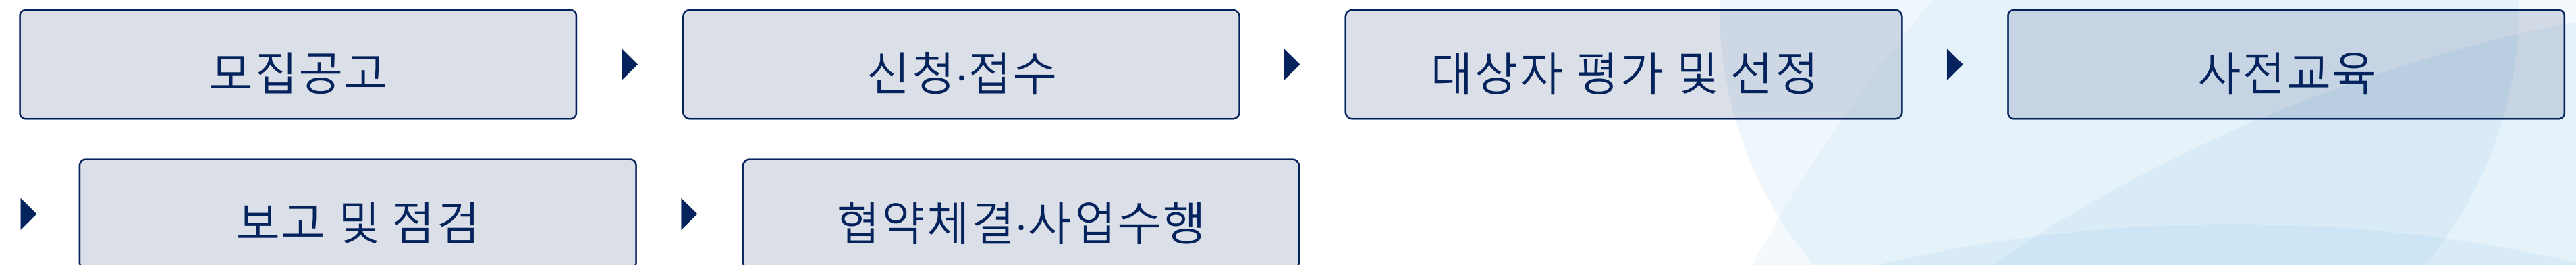 모집공고
신청·접수
대상자 평가 및 선정
사전교육
보고 및 점검
협약체결·사업수행